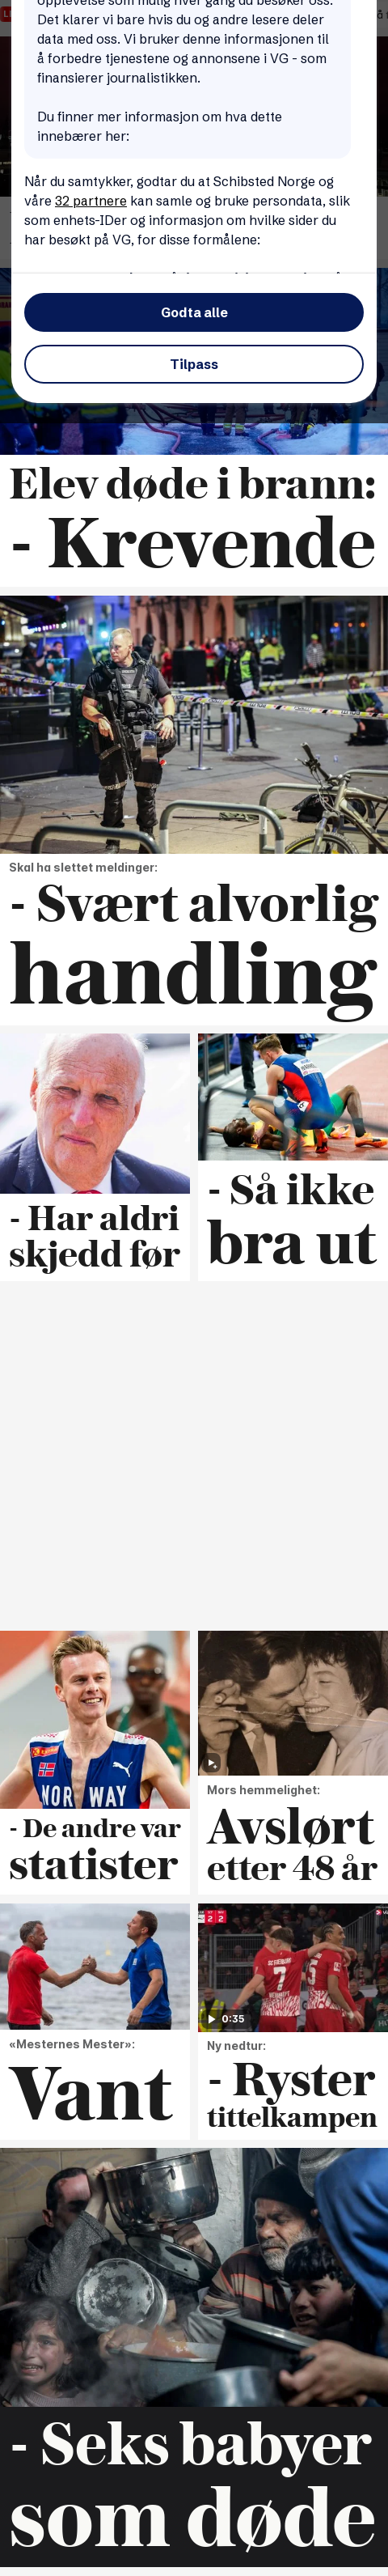 opplevelse som mulig hver gang du besøker oss.
Det klarer vi bare hvis du og andre lesere deler
data med oss. Vi bruker denne informasjonen til
å forbedre tjenestene og annonsene i VG - som
finansierer journalistikken.
Du finner mer informasjon om hva dette
innebærer her:
Når du samtykker, godtar du at Schibsted Norge og
våre 32 partnere kan samle og bruke persondata, slik
som enhets-IDer og informasjon om hvilke sider du
har besøkt på VG, for disse formålene:
Godta alle
Tilpass
Elev døde i brann:
- Krevende
Skal ha slettet meldinger:
- Svært alvorlig
handling
- Har aldri
skjedd før
- Så ikke
bra ut
NORWAY
- De andre var
statister
Mors hemmelighet:
Avslørt
etter 48 år
«Mesternes Mester»:
Vant
7
0:35
Ny nedtur:
- Ryster
tittelkampen
- Seks babyer
som døde